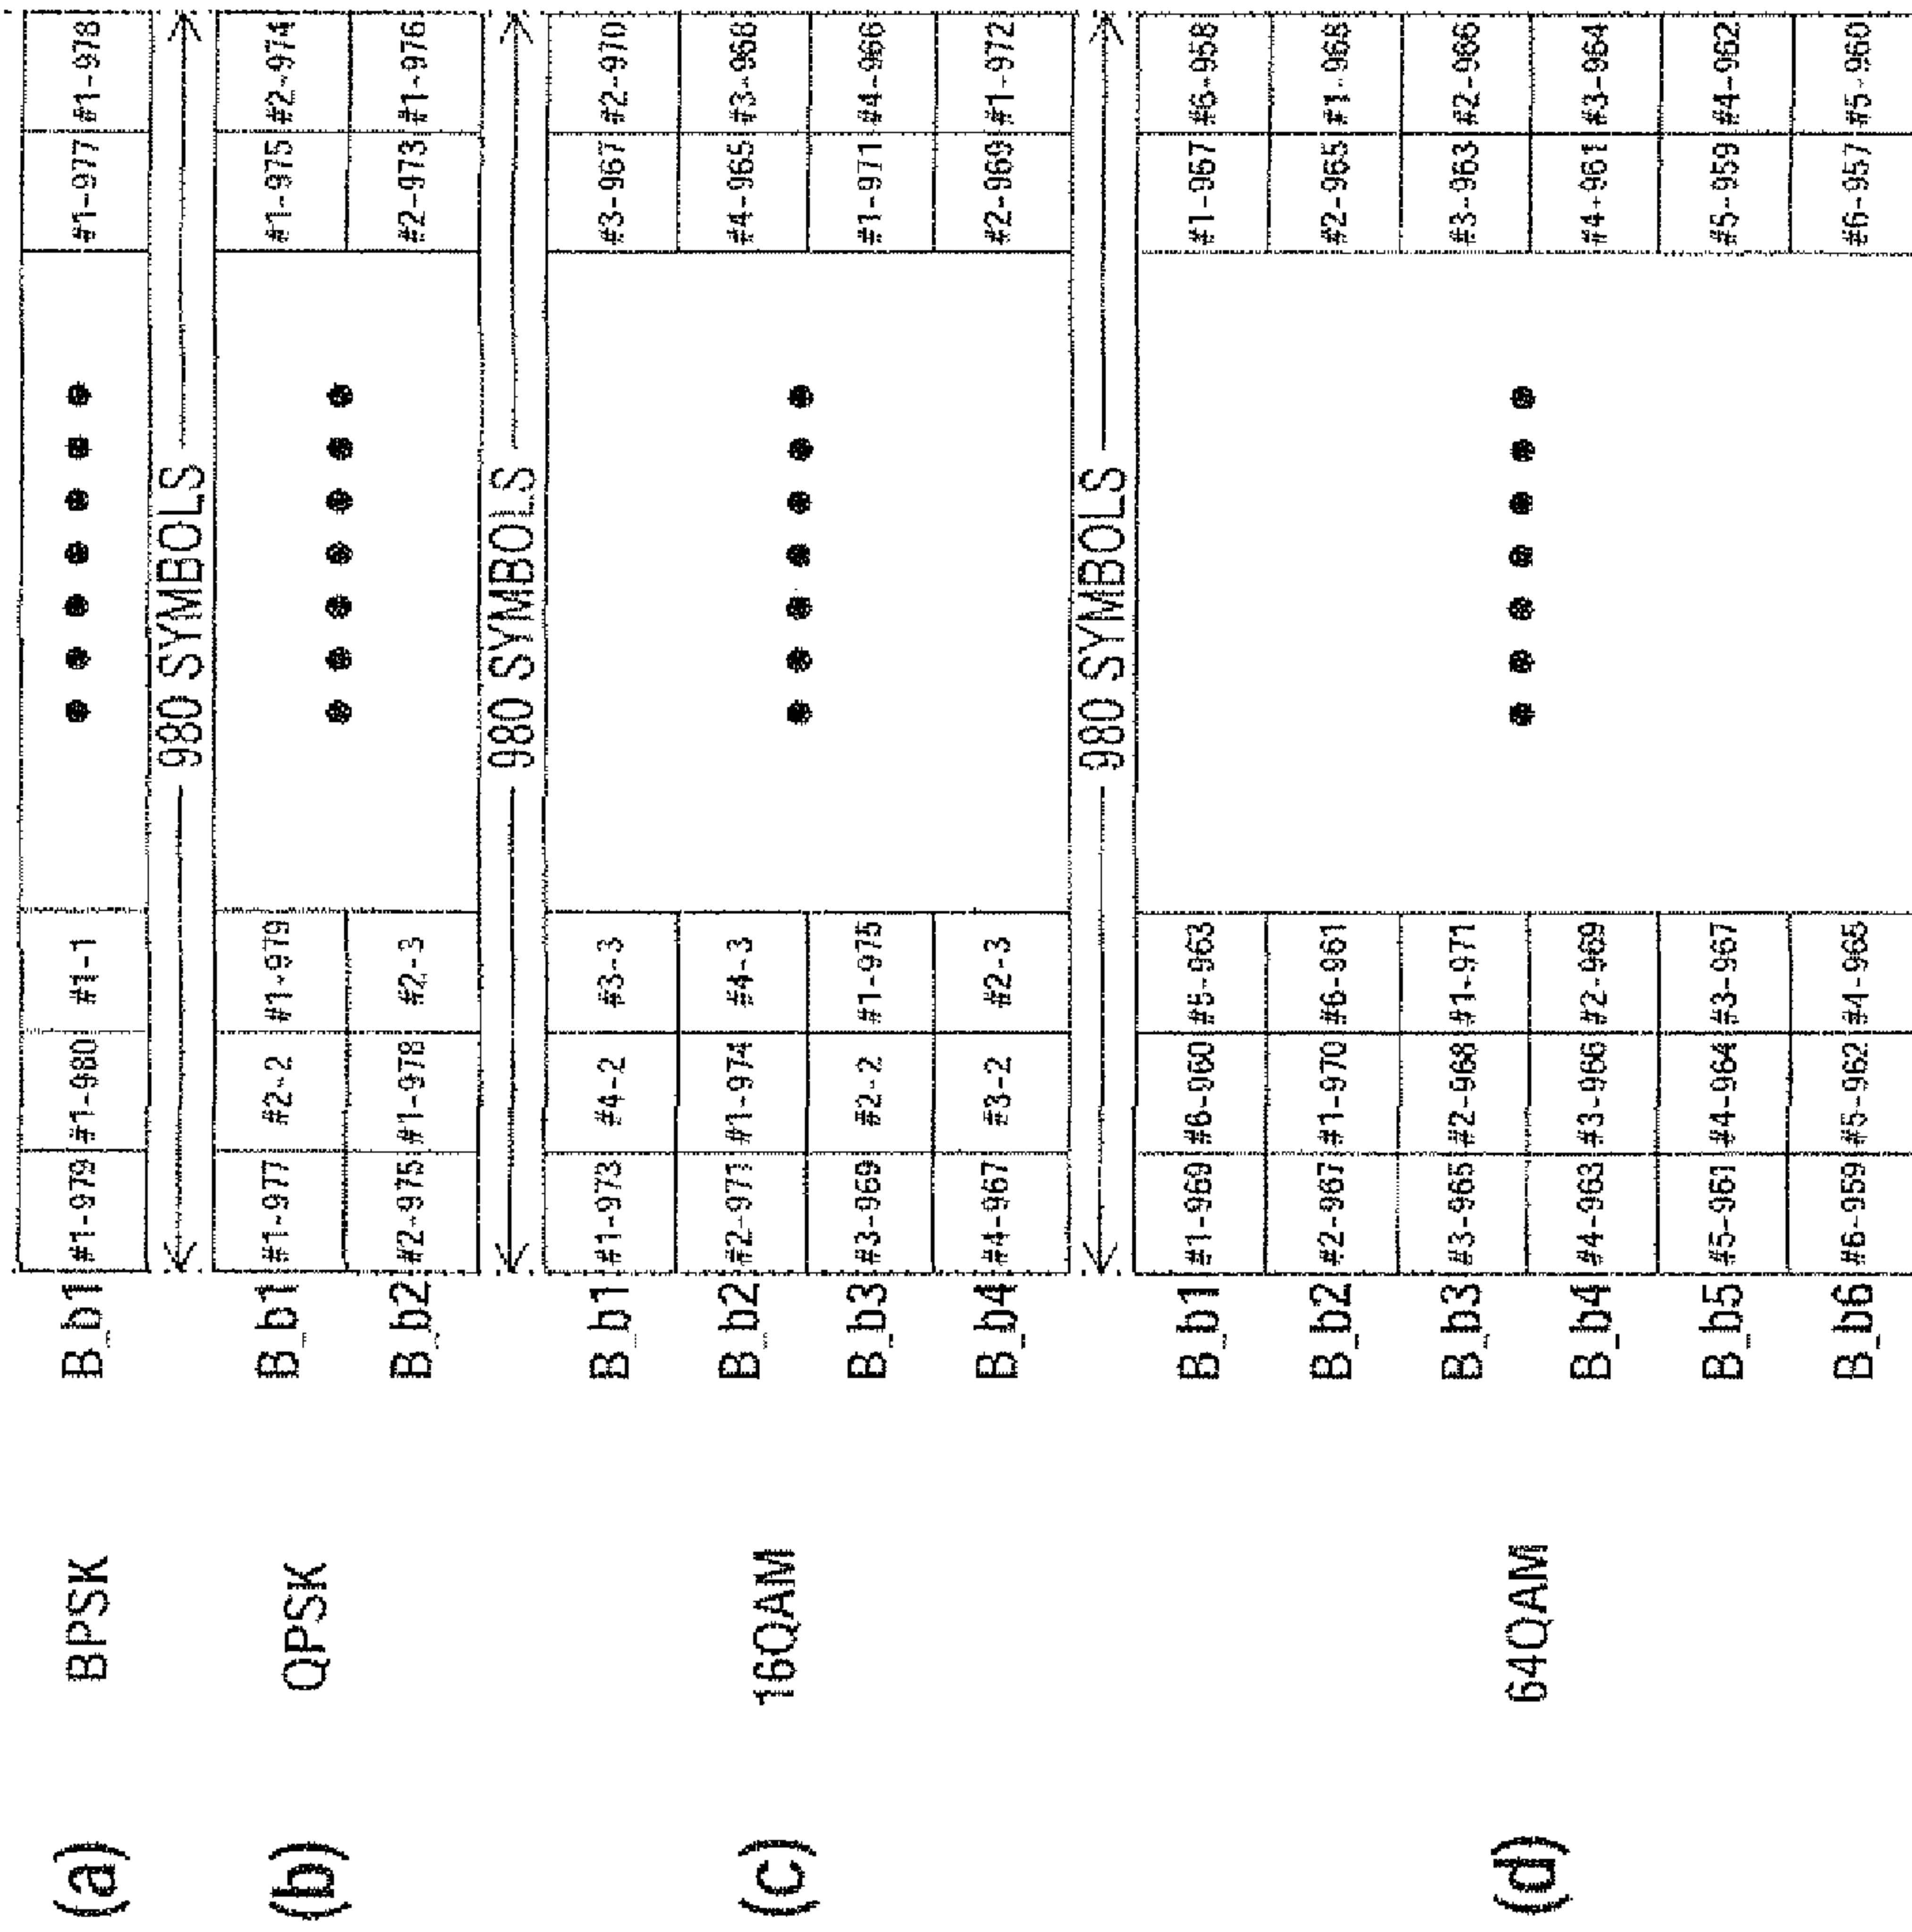 (a) BPSK
B_b1 #1-979 #1-980 #1-1 #1-977 #1-978
980 SYMBOLS
(b) QPSK
B_b1 #1-977 #2-2 #1-979 #1-975 #2-974
B_b2 #2-975 #1-978 #2-3 #2-973 #1-976
980 SYMBOLS
(c) 16QAM
B_b1 #1-973 #4-2 #3-3 #3-967 #2-970
B_b2 #2-971 #1-974 #4-3 #4-965 #3-968
B_b3 #3-969 #2-2 #1-975 #1-971 #4-966
B_b4 #4-967 #3-2 #2-3 #2-969 #1-972
980 SYMBOLS
(d) 64QAM
B_b1 #1-969 #6-960 #5-963 #1-967 #6-958
B_b2 #2-967 #1-970 #6-961 #2-965 #1-968
B_b3 #3-965 #2-968 #1-971 #3-963 #2-966
B_b4 #4-963 #3-966 #2-969 #4-961 #3-964
B_b5 #5-961 #4-964 #3-967 #5-959 #4-962
B_b6 #6-959 #5-962 #4-965 #6-957 #5-960